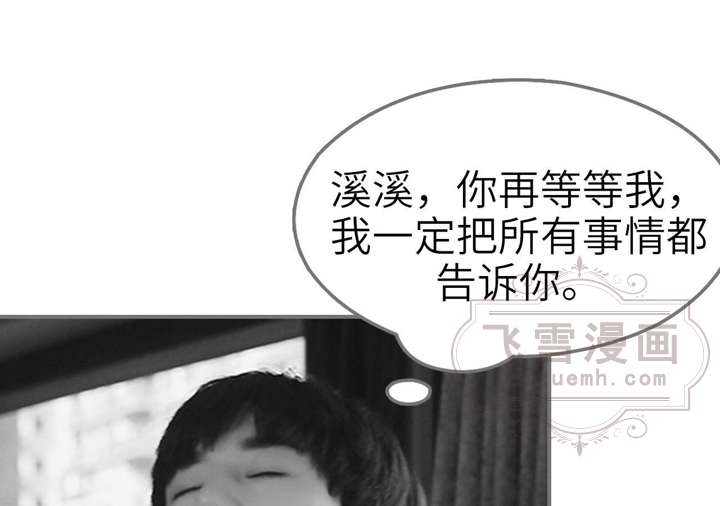 溪溪，你再等等我，
我一定把所有事情都
告诉你。
飞雪漫画
uemh.com